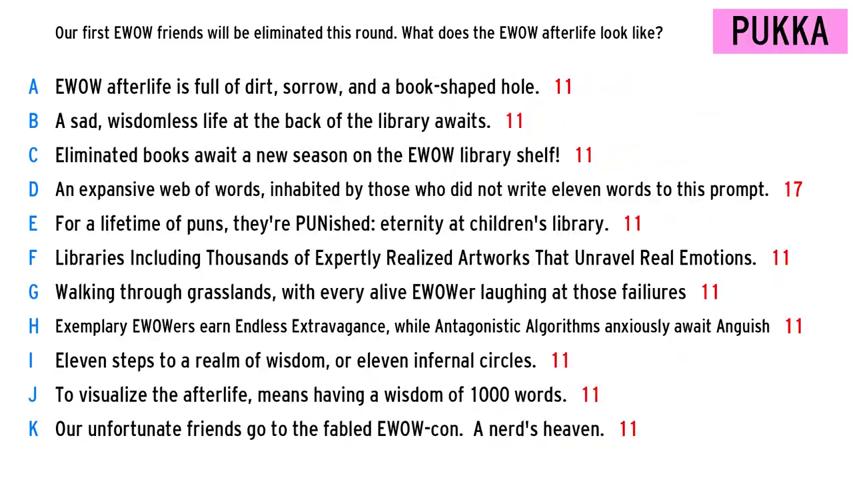 Our first EWOW friends will be eliminated this round. What does the EWOW afterlife look like?
PUKKA
A EWOW afterlife is full of dirt, sorrow, and a book-shaped hole. 11
B A sad, wisdomless life at the back of the library awaits. 11
C Eliminated books await a new season on the EWOW library shelf! 11
D An expansive web of words, inhabited by those who did not write eleven words to this prompt. 17
E For a lifetime of puns, they're PUNished: eternity at children's library. 11
F Libraries Including Thousands of Expertly Realized Artworks That Unravel Real Emotions. 11
G Walking through grasslands, with every alive EWOWer laughing at those failiures 11
H Exemplary EWOWers earn Endless Extravagance, while Antagonistic Algorithms anxiously await Anguish 11
I Eleven steps to a realm of wisdom, or eleven infernal circles. 11
J To visualize the afterlife, means having a wisdom of 1000 words. 11
K Our unfortunate friends go to the fabled EWOW-con.  A nerd's heaven. 11